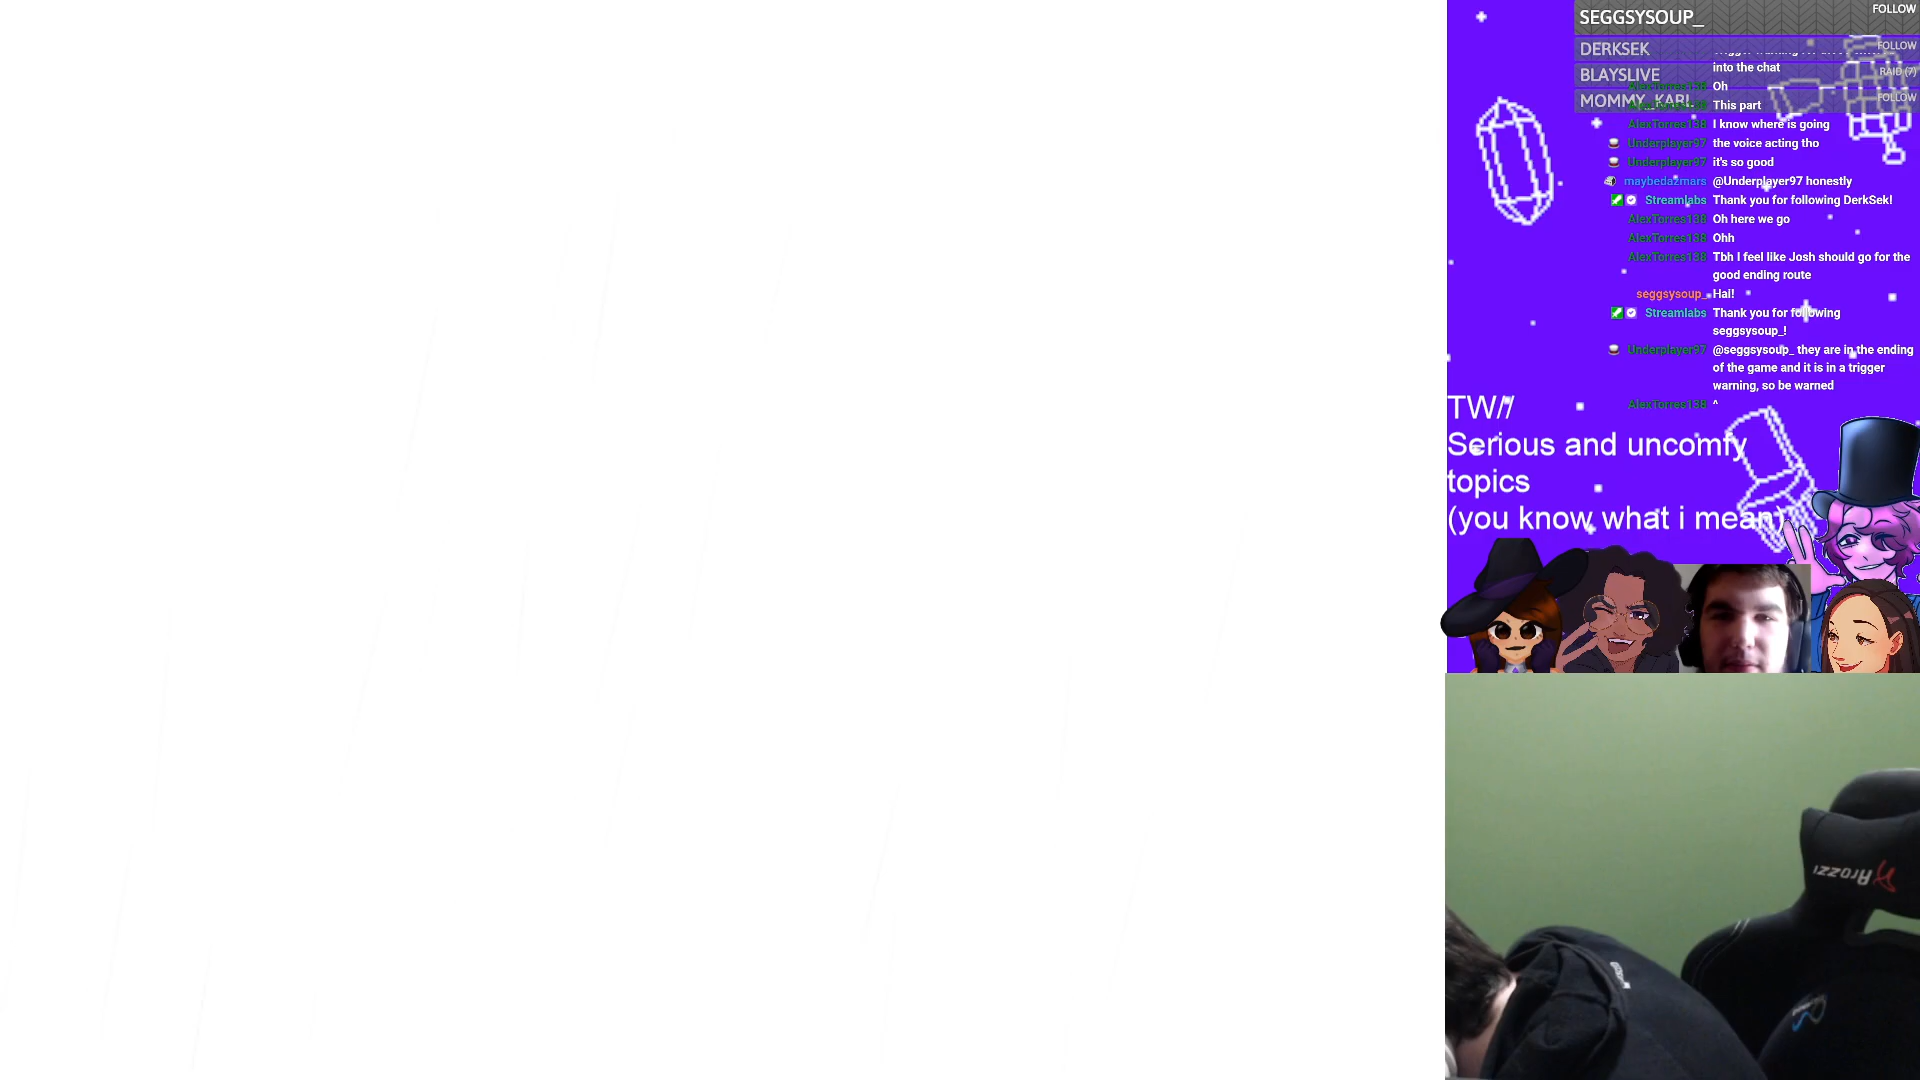 SEGGSYSOUP_ FOLLOW
DERKSEK FOLLOW
BLAYSLIVE RAID (7)
MOMMY_KARI FOLLOW
into the chat
AlexTorres138 Oh
This part
AlexTorres138 I know where is going
Underplayer97 the voice acting tho
Underplayer97 it's so good
maybedazmars @Underplayer97 honestly
Streamlabs Thank you for following DerkSek!
AlexTorres138 Oh here we go
AlexTorres138 Ohh
AlexTorres138 Tbh I feel like Josh should go for the
good ending route
seggsysoup_ Hai!
Streamlabs Thank you for following
seggsysoup_!
Underplayer97 @seggsysoup_ they are in the ending
of the game and it is in a trigger
warning, so be warned
AlexTorres138 ^
TW//
Serious and uncomfy
topics
(you know what i mean)
Arozzi